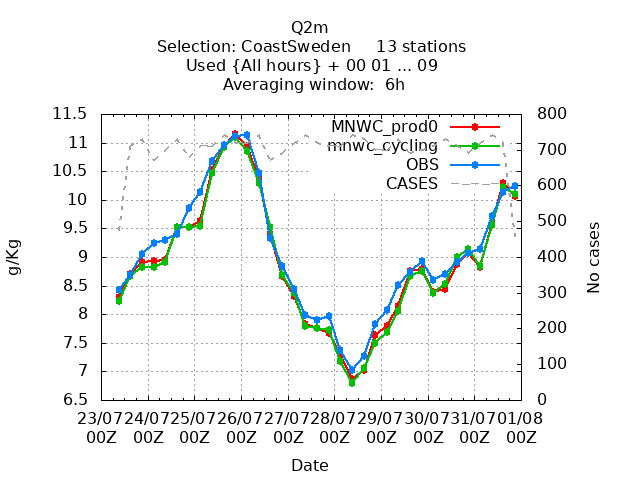 Q2m
Selection: CoastSweden     13 stations
Used {All hours} + 00 01 ... 09
Averaging window:  6h
11.5
11
10.5
10
9.5
9
8.5
8
7.5
7
6.5
g/Kg
800
700
600
500
400
300
200
100
0
No cases
MNWC_prod0
mnwc_cycling
OBS
CASES
23/07 24/07 25/07 26/07 27/07 28/07 29/07 30/07 31/07 01/08
00Z 00Z 00Z 00Z 00Z 00Z 00Z 00Z 00Z 00Z
Date